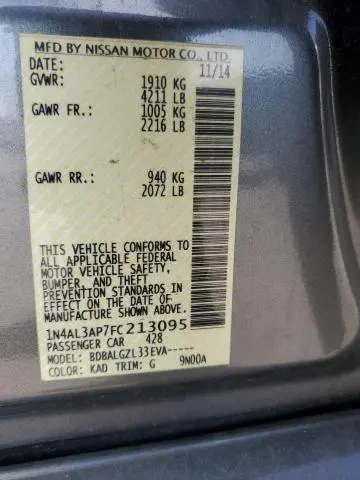 MFD BY NISSAN MOTOR CO., LTD.
DATE: 11/14
GVWR: 1910 KG
4211 LB
GAWR FR.: 1005 KG
2216 LB
GAWR RR.: 940 KG
2072 LB
THIS VEHICLE CONFORMS TO
ALL APPLICABLE FEDERAL
MOTOR VEHICLE SAFETY,
BUMPER, AND THEFT
PREVENTION STANDARDS IN
EFFECT ON THE DATE OF
MANUFACTURE SHOWN ABOVE.
1N4AL3AP7FC213095
PASSENGER CAR 428
MODEL: BDBALGZL33EVA-----
COLOR: KAD TRIM: G 9N00A